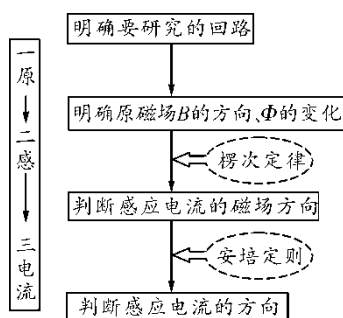 明确要研究的回路
一原
↓
二感
↓
三电流
明确原磁场B的方向、Φ的变化
楞次定律
判断感应电流的磁场方向
安培定则
判断感应电流的方向